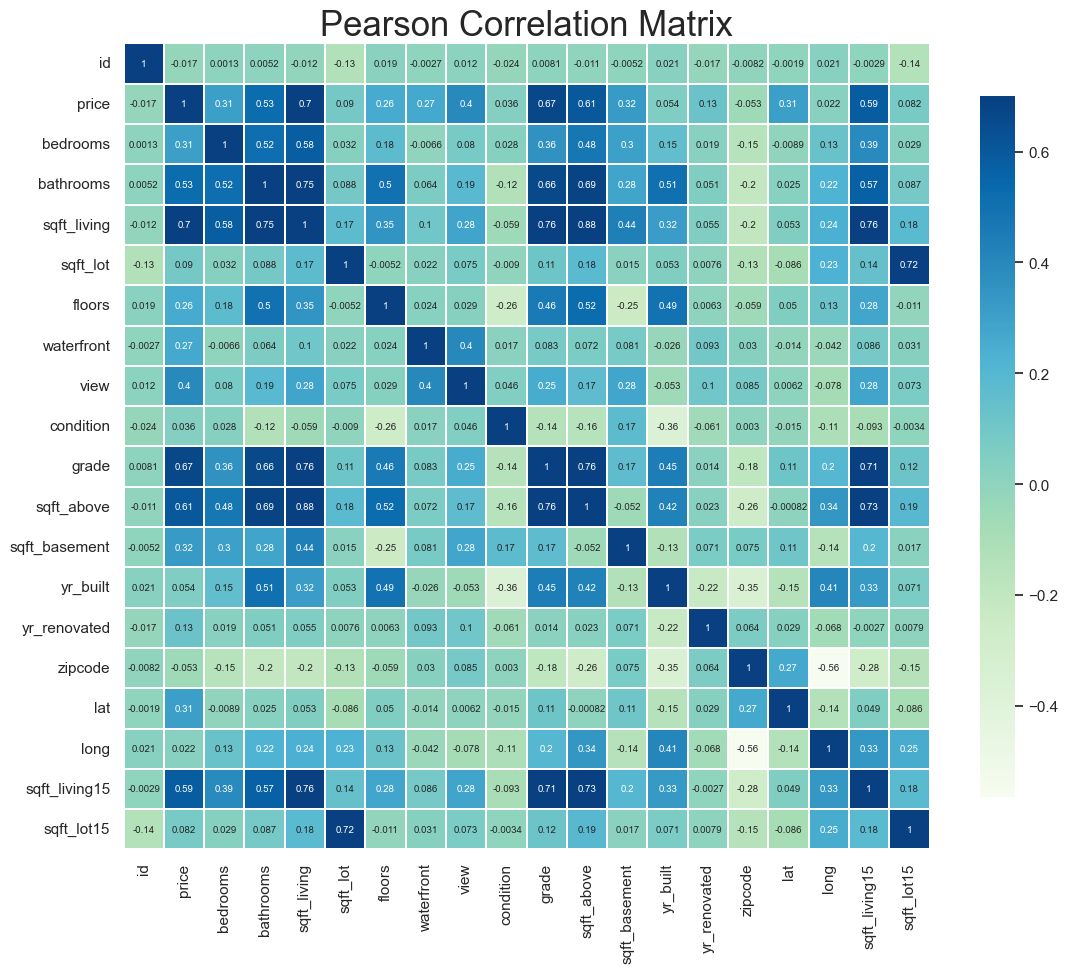 Pearson Correlation Matrix
id 1 -0.017 0.0013 0.0052 -0.012 -0.13 0.019 -0.0027 0.012 -0.024 0.0081 -0.011 -0.0052 0.021 -0.017 -0.0082 -0.0019 0.021 -0.0029 -0.14
price -0.017 1 0.31 0.53 0.7 0.09 0.26 0.27 0.4 0.036 0.67 0.61 0.32 0.054 0.13 -0.053 0.31 0.022 0.59 0.082
bedrooms 0.0013 0.31 1 0.52 0.58 0.032 0.18 -0.0066 0.08 0.028 0.36 0.48 0.3 0.15 0.019 -0.15 -0.0089 0.13 0.39 0.029
bathrooms 0.0052 0.53 0.52 1 0.75 0.088 0.5 0.064 0.19 -0.12 0.66 0.69 0.28 0.51 0.051 -0.2 0.025 0.22 0.57 0.087
sqft_living -0.012 0.7 0.58 0.75 1 0.17 0.35 0.1 0.28 -0.059 0.76 0.88 0.44 0.32 0.055 -0.2 0.053 0.24 0.76 0.18
sqft_lot -0.13 0.09 0.032 0.088 0.17 1 -0.0052 0.022 0.075 -0.009 0.11 0.18 0.015 0.053 0.0076 -0.13 -0.086 0.23 0.14 0.72
floors 0.019 0.26 0.18 0.5 0.35 -0.0052 1 0.024 0.029 -0.26 0.46 0.52 -0.25 0.49 0.0063 -0.059 0.05 0.13 0.28 -0.011
waterfront -0.0027 0.27 -0.0066 0.064 0.1 0.022 0.024 1 0.4 0.017 0.083 0.072 0.081 -0.026 0.093 0.03 -0.014 -0.042 0.086 0.031
view 0.012 0.4 0.08 0.19 0.28 0.075 0.029 0.4 1 0.046 0.25 0.17 0.28 -0.053 0.1 0.085 0.0062 -0.078 0.28 0.073
condition -0.024 0.036 0.028 -0.12 -0.059 -0.009 -0.26 0.017 0.046 1 -0.14 -0.16 0.17 -0.36 -0.061 0.003 -0.015 -0.11 -0.093 -0.0034
grade 0.0081 0.67 0.36 0.66 0.76 0.11 0.46 0.083 0.25 -0.14 1 0.76 0.17 0.45 0.014 -0.18 0.11 0.2 0.71 0.12
sqft_above -0.011 0.61 0.48 0.69 0.88 0.18 0.52 0.072 0.17 -0.16 0.76 1 -0.052 0.42 0.023 -0.26 -0.00082 0.34 0.73 0.19
sqft_basement -0.0052 0.32 0.3 0.28 0.44 0.015 -0.25 0.081 0.28 0.17 0.17 -0.052 1 -0.13 0.071 0.075 0.11 -0.14 0.2 0.017
yr_built 0.021 0.054 0.15 0.51 0.32 0.053 0.49 -0.026 -0.053 -0.36 0.45 0.42 -0.13 1 -0.22 -0.35 -0.15 0.41 0.33 0.071
yr_renovated -0.017 0.13 0.019 0.051 0.055 0.0076 0.0063 0.093 0.1 -0.061 0.014 0.023 0.071 -0.22 1 0.064 0.029 -0.068 -0.0027 0.0079
zipcode -0.0082 -0.053 -0.15 -0.2 -0.2 -0.13 -0.059 0.03 0.085 0.003 -0.18 -0.26 0.075 -0.35 0.064 1 0.27 -0.56 -0.28 -0.15
lat -0.0019 0.31 -0.0089 0.025 0.053 -0.086 0.05 -0.014 0.0062 -0.015 0.11 -0.00082 0.11 -0.15 0.029 0.27 1 -0.14 0.049 -0.086
long 0.021 0.022 0.13 0.22 0.24 0.23 0.13 -0.042 -0.078 -0.11 0.2 0.34 -0.14 0.41 -0.068 -0.56 -0.14 1 0.33 0.25
sqft_living15 -0.0029 0.59 0.39 0.57 0.76 0.14 0.28 0.086 0.28 -0.093 0.71 0.73 0.2 0.33 -0.0027 -0.28 0.049 0.33 1 0.18
sqft_lot15 -0.14 0.082 0.029 0.087 0.18 0.72 -0.011 0.031 0.073 -0.0034 0.12 0.19 0.017 0.071 0.0079 -0.15 -0.086 0.25 0.18 1
id price bedrooms bathrooms sqft_living sqft_lot floors waterfront view condition grade sqft_above sqft_basement yr_built yr_renovated zipcode lat long sqft_living15 sqft_lot15
0.6
0.4
0.2
0.0
−0.2
−0.4